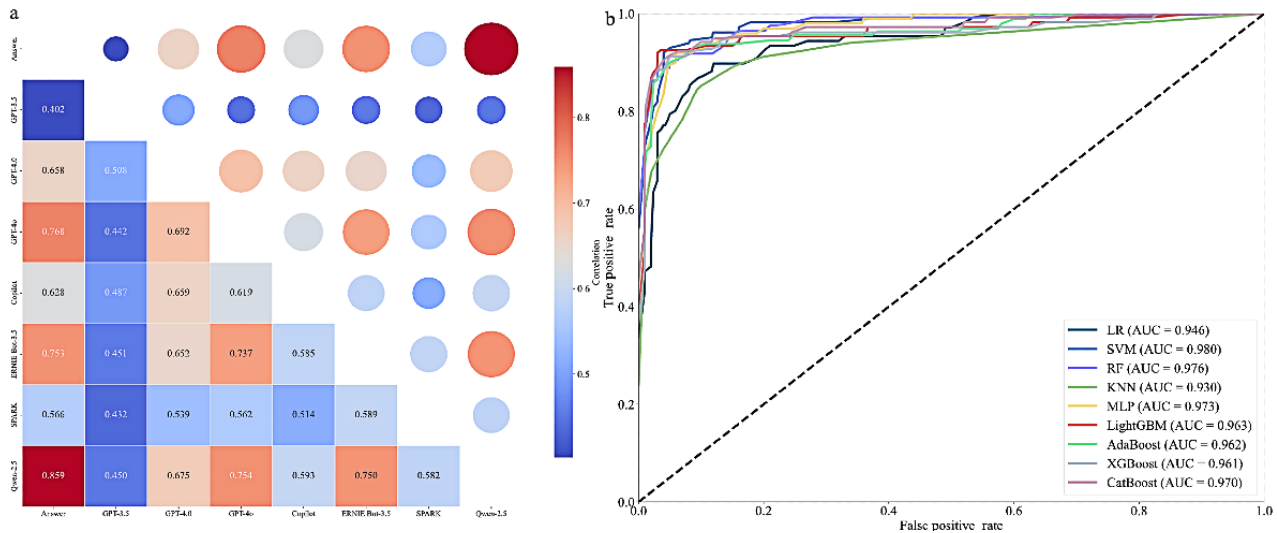 a
Answer
GPT-3.5
0.402
GPT-4.0
0.658 0.508
GPT-4o
0.768 0.442 0.692
Copilot
0.628 0.487 0.659 0.619
ERNIE Bot-3.5
0.753 0.451 0.652 0.737 0.585
SPARK
0.566 0.432 0.539 0.562 0.514 0.589
Qwen-2.5
0.859 0.450 0.675 0.754 0.593 0.750 0.582
Answer GPT-3.5 GPT-4.0 GPT-4o Copilot ERNIE Bot-3.5 SPARK Qwen-2.5
0.8
0.7
0.6
0.5
Correlation
b
1.0
0.8
0.6
0.4
0.2
0.0
True positive rate
LR (AUC = 0.946)
SVM (AUC = 0.980)
RF (AUC = 0.976)
KNN (AUC = 0.930)
MLP (AUC = 0.973)
LightGBM (AUC = 0.963)
AdaBoost (AUC = 0.962)
XGBoost (AUC = 0.961)
CatBoost (AUC = 0.970)
0.0 0.2 0.4 0.6 0.8 1.0
False positive rate